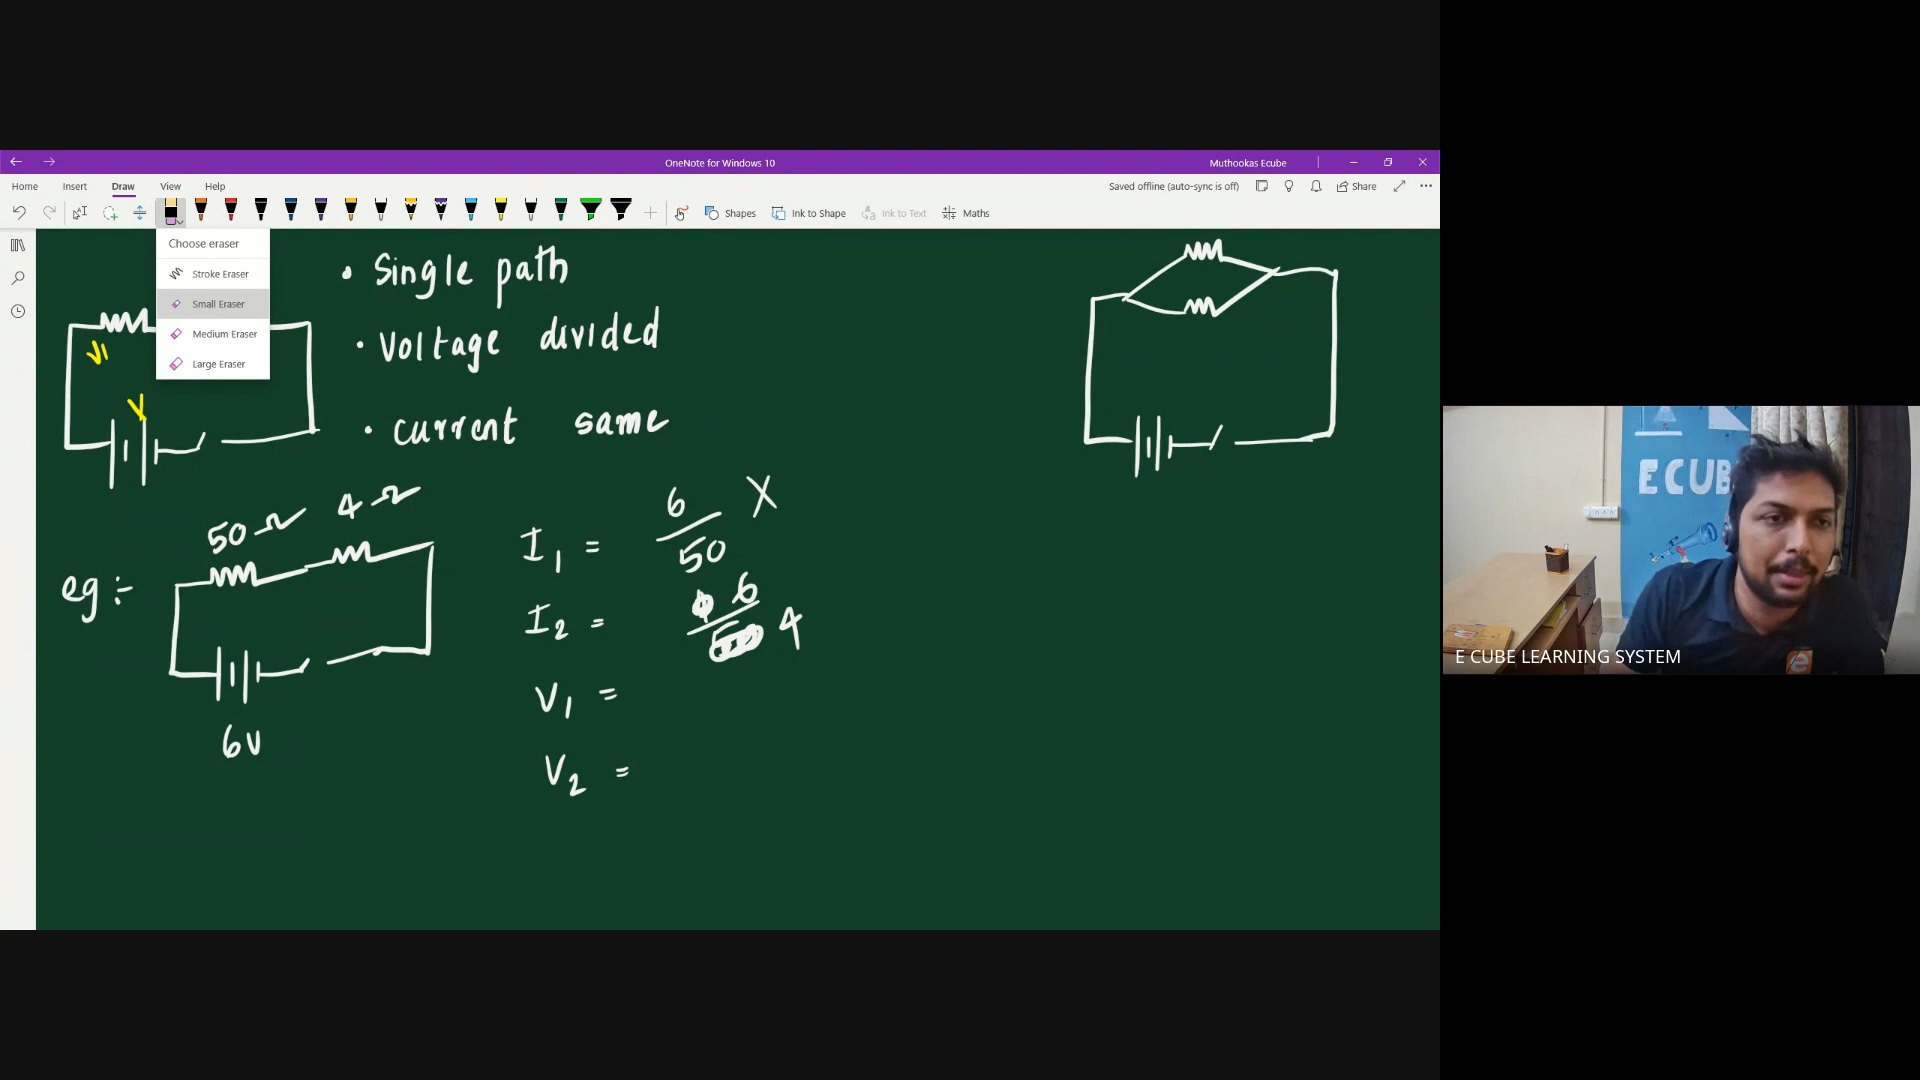 OneNote for Windows 10
Muthookas Ecube
Home Insert Draw View Help
Saved offline (auto-sync is off)
Share
Shapes
Ink to Shape
Ink to Text
Maths
Choose eraser
Stroke Eraser
Small Eraser
Medium Eraser
Large Eraser
• Single path
• Voltage divided
• current same
V1
V
50 Ω 4 Ω
eg:-
6V
I1 = 6/50 X
I2 = 6/ 4
V1 =
V2 =
E CUBE
E CUBE LEARNING SYSTEM